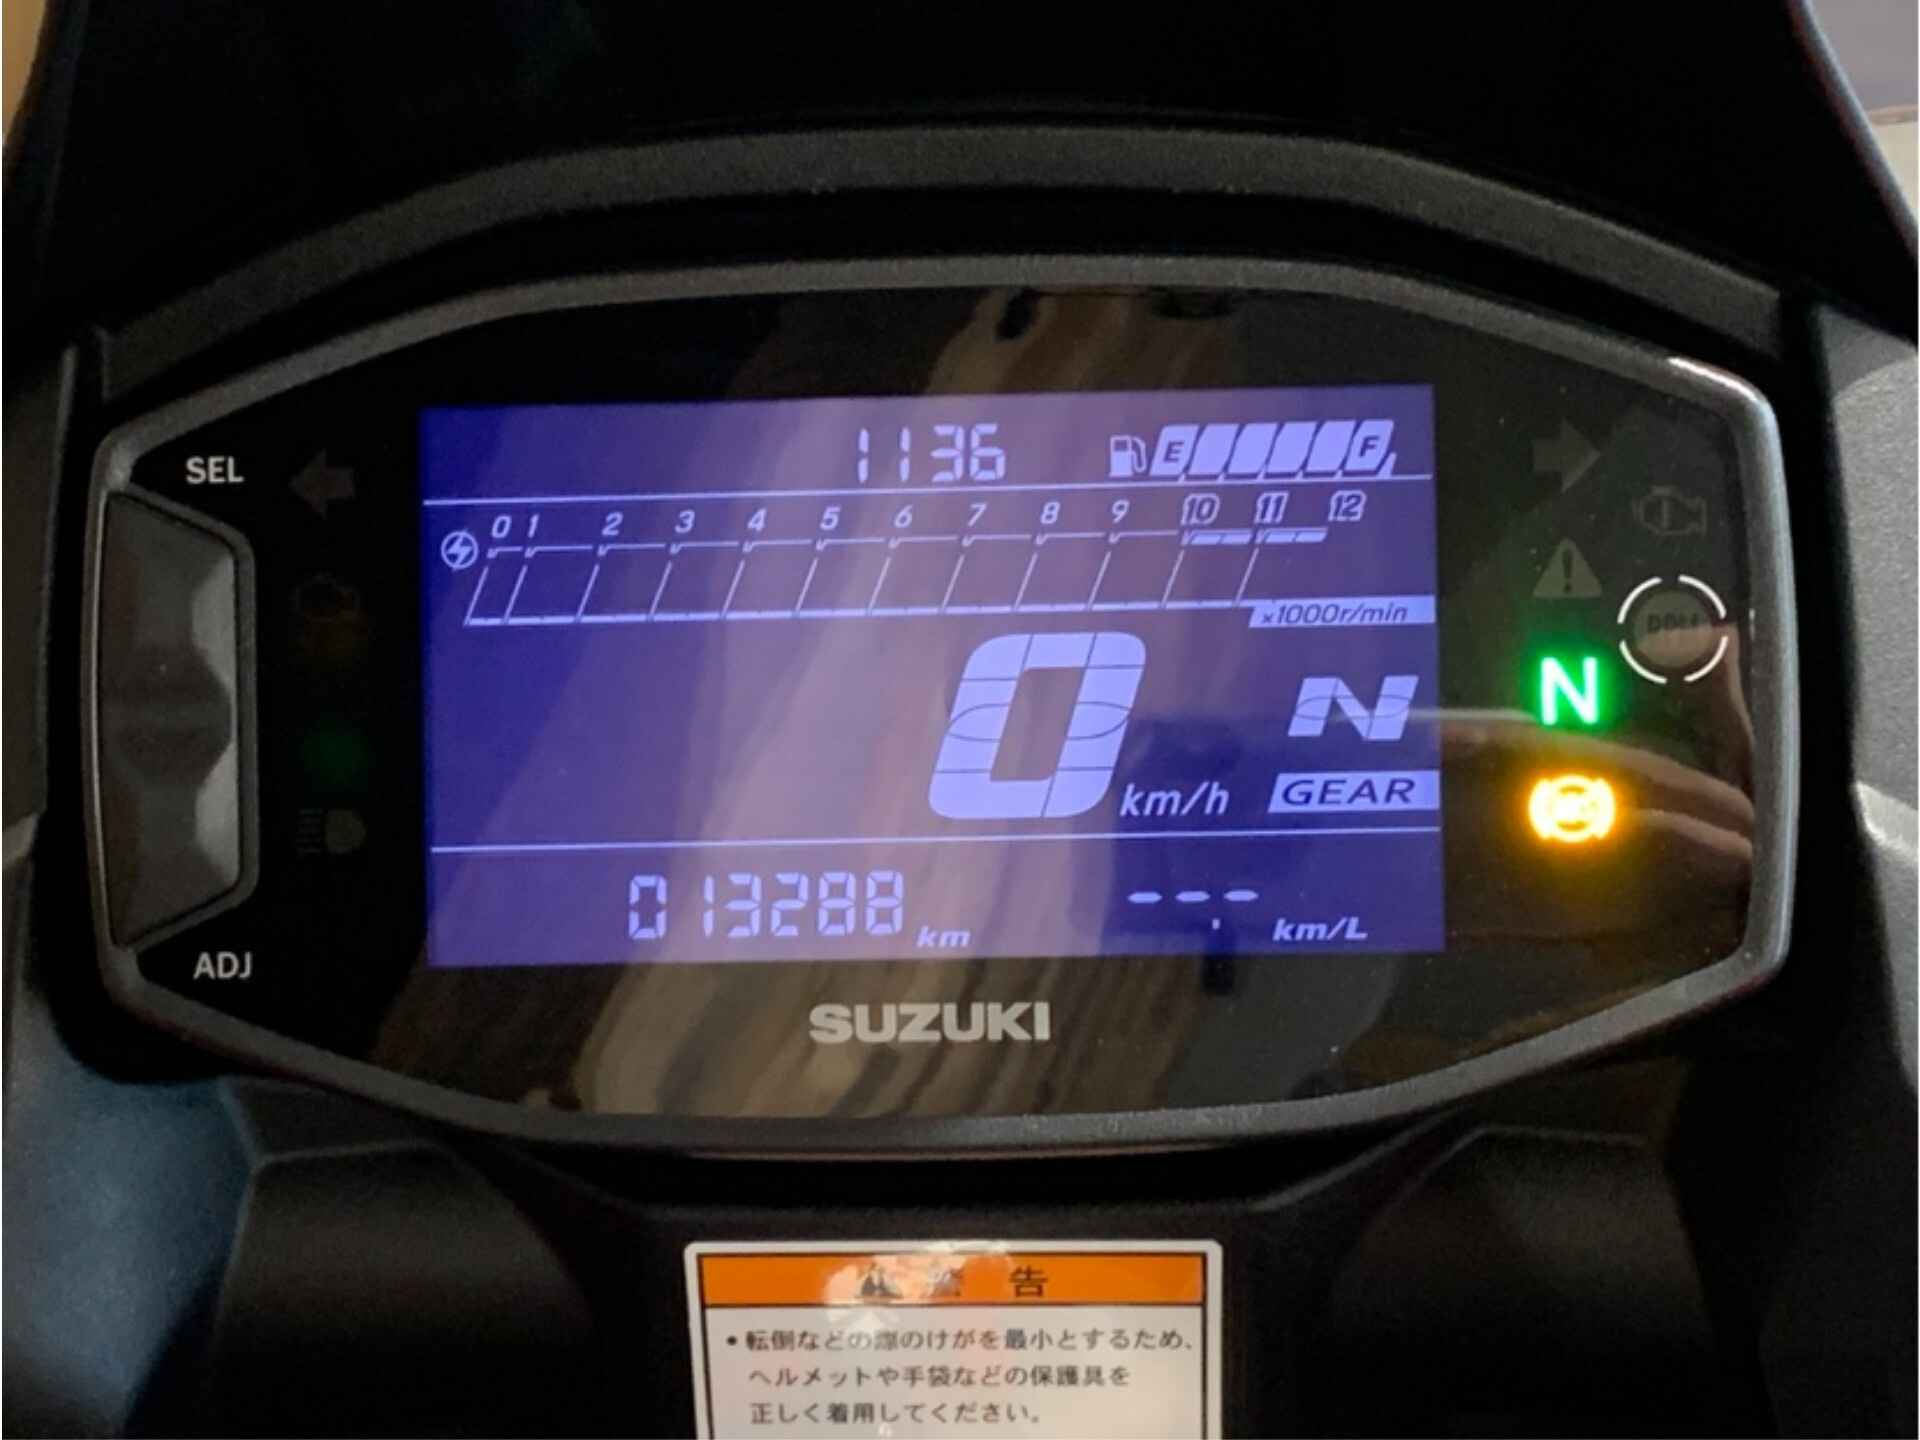 SEL
1136
E F
0 1 2 3 4 5 6 7 8 9 10 11 12
x1000r/min
0 km/h
N
GEAR
N
013288 km
---.- km/L
ADJ
SUZUKI
警 告
•転倒などの際のけがを最小とするため、
ヘルメットや手袋などの保護具を
正しく着用してください。